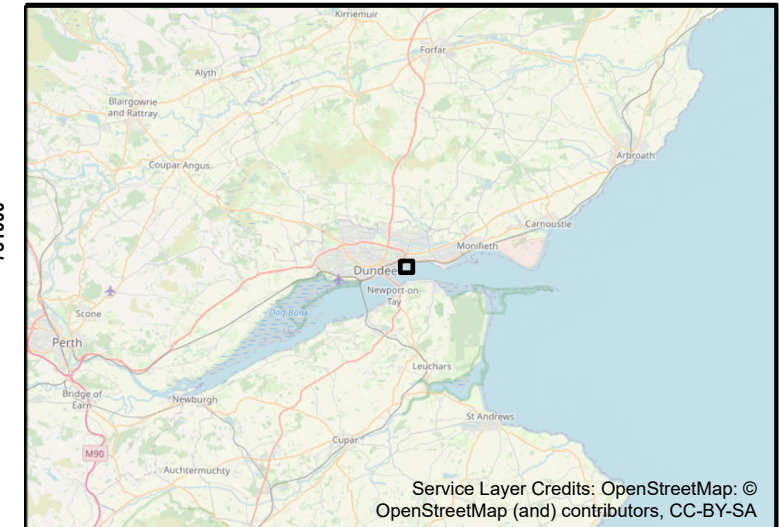 Kirriemuir
Forfar
Alyth
Blairgowrie
and Rattray
Arbroath
Coupar Angus
Carnoustie
Monifieth
Dundee
Newport-on-
Tay
Dog Bank
Scone
Perth
Leuchars
Bridge of
Earn
Newburgh
St Andrews
Cupar
M90
Auchtermuchty
Service Layer Credits: OpenStreetMap: ©
OpenStreetMap (and) contributors, CC-BY-SA